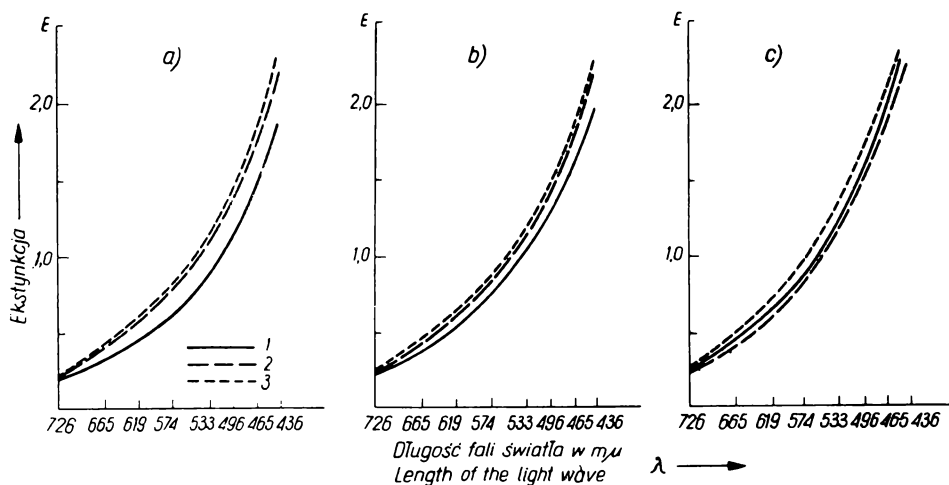 E
a)
2,0
1,0
Ekstynkcja
1
2
3
726 665 619 574 533 496 465 436
E
b)
2,0
1,0
726 665 619 574 533 496 465 436
E
c)
2,0
1,0
726 665 619 574 533 496 465 436
Długość fali światła w mμ
Length of the light wave
λ